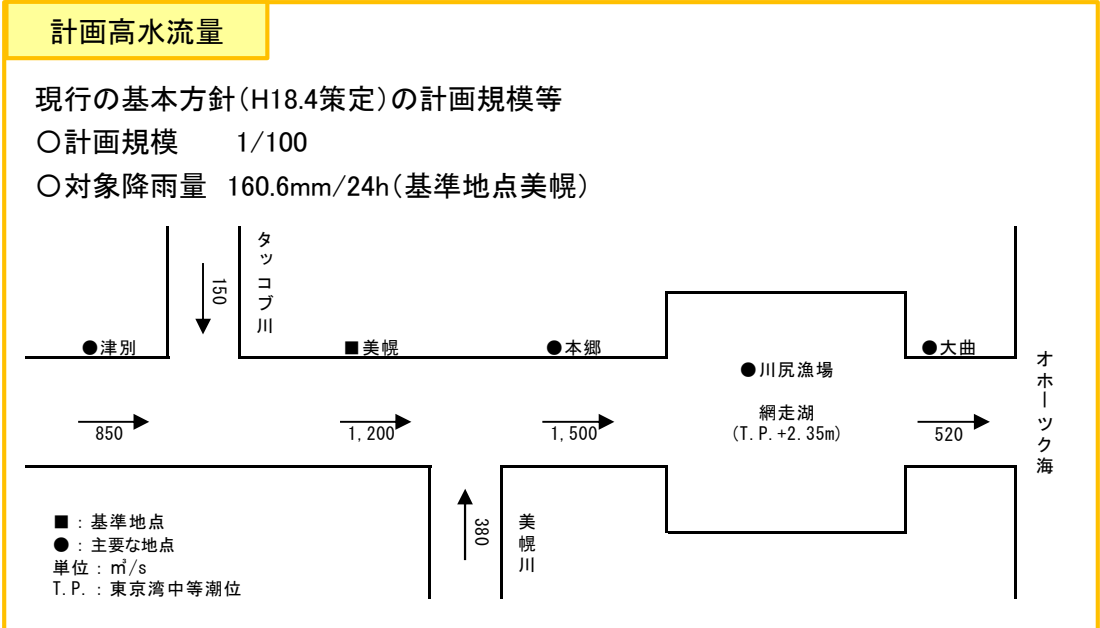 計画高水流量
現行の基本方針(H18.4策定)の計画規模等
〇計画規模 1/100
〇対象降雨量 160.6mm/24h(基準地点美幌)
タッコブ川
150
●津別
■美幌
●本郷
●大曲
●川尻漁場
網走湖
(T.P.+2.35m)
オホーツク海
850
1,200
1,500
520
380
美幌川
■：基準地点
●：主要な地点
単位：㎥/s
T.P.：東京湾中等潮位